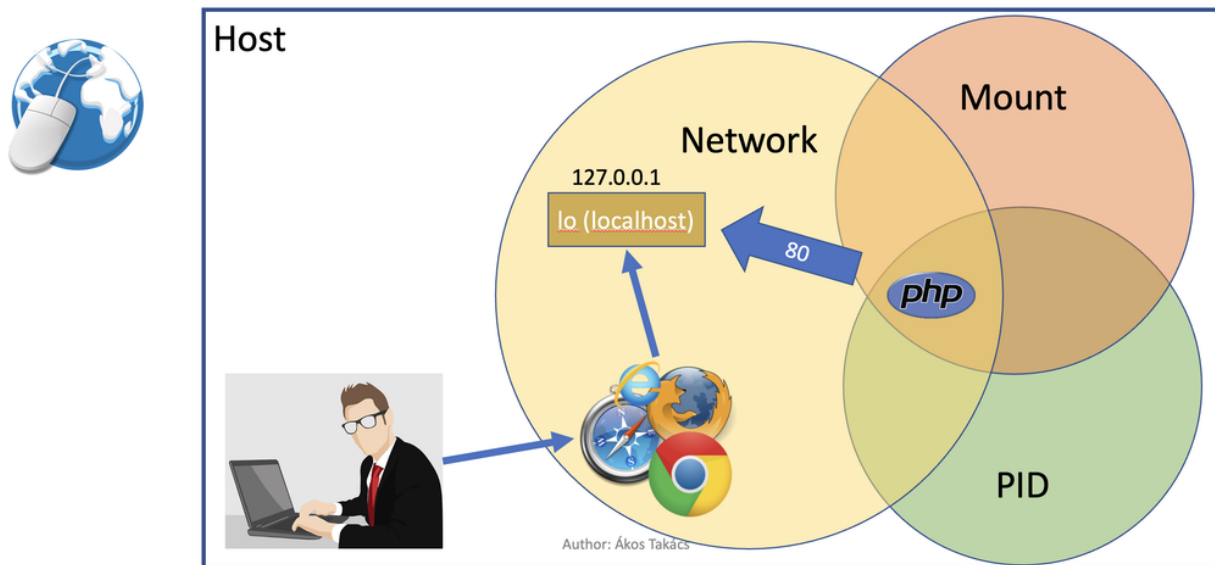 Host
Mount
Network
127.0.0.1
lo (localhost)
80
php
PID
Author: Ákos Takács